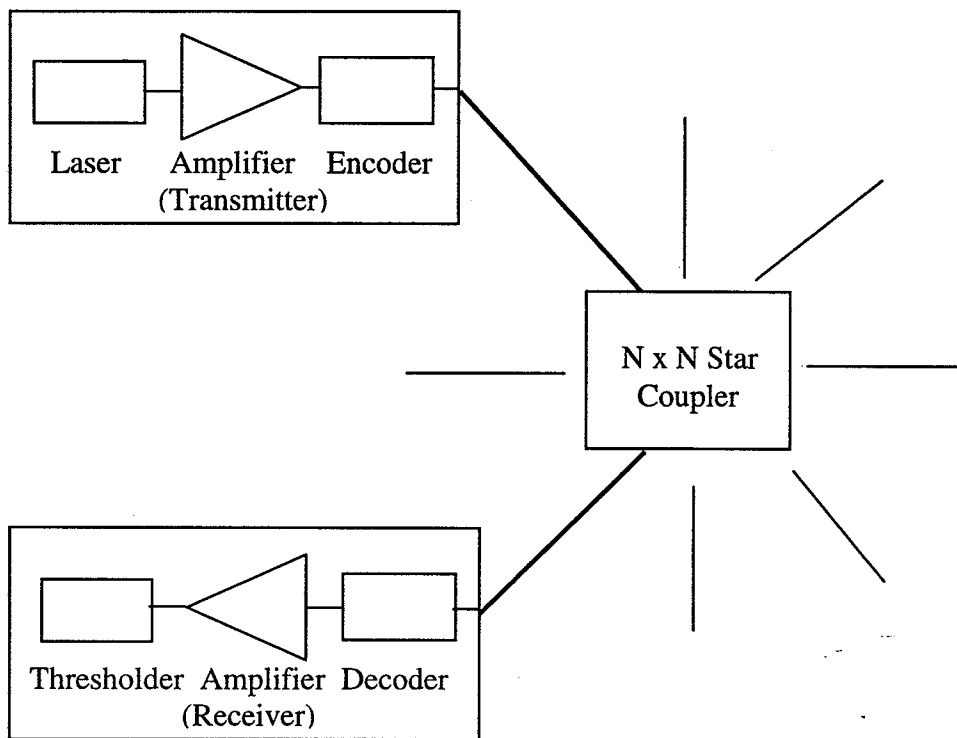 Laser Amplifier Encoder
(Transmitter)
N x N Star
Coupler
Thresholder Amplifier Decoder
(Receiver)